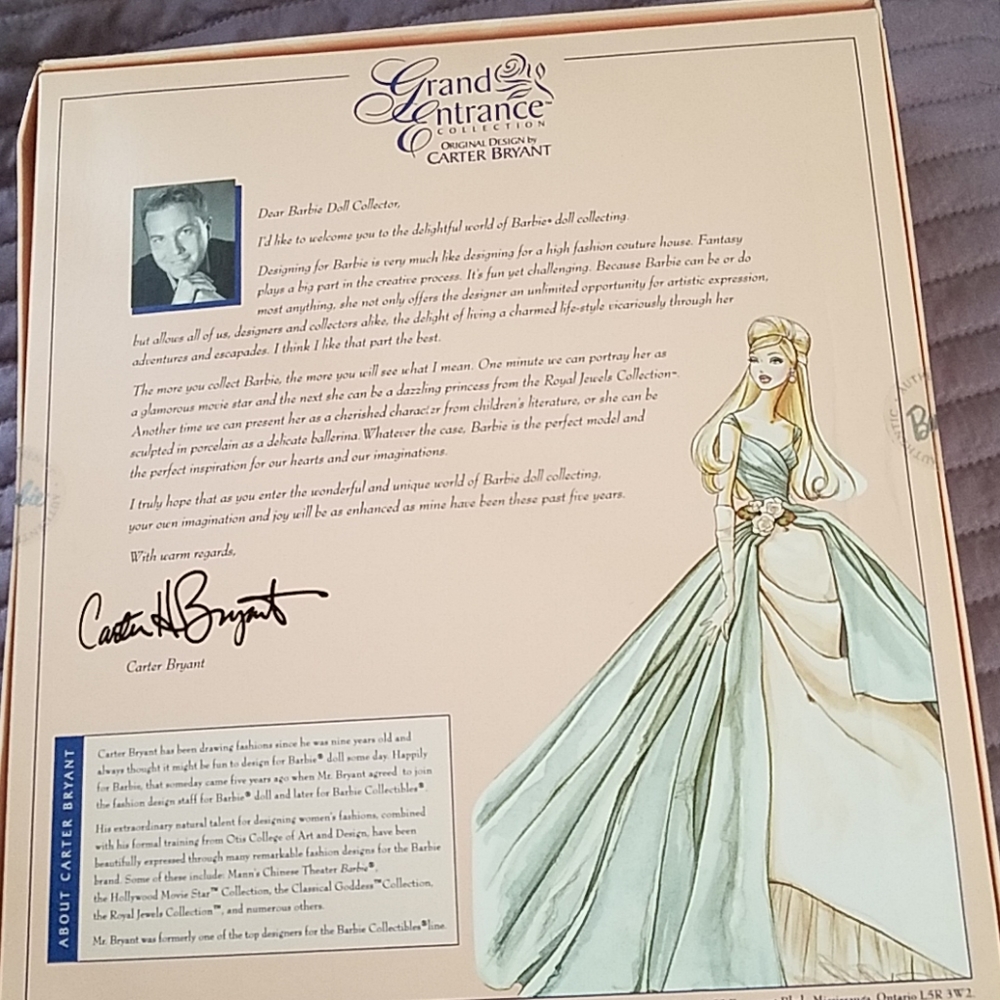 Grand
Entrance™
COLLECTION
ORIGINAL DESIGN by
CARTER BRYANT
Dear Barbie Doll Collector,
I'd like to welcome you to the delightful world of Barbie® doll collecting.
Designing for Barbie is very much like designing for a high fashion couture house. Fantasy
plays a big part in the creative process. It's fun yet challenging. Because Barbie can be or do
most anything, she not only offers the designer an unlimited opportunity for artistic expression,
but allows all of us, designers and collectors alike, the delight of living a charmed life-style vicariously through her
adventures and escapades. I think I like that part the best.
The more you collect Barbie, the more you will see what I mean. One minute we can portray her as
a glamorous movie star and the next she can be a dazzling princess from the Royal Jewels Collection™.
Another time we can present her as a cherished character from children's literature, or she can be
sculpted in porcelain as a delicate ballerina. Whatever the case, Barbie is the perfect model and
the perfect inspiration for our hearts and our imaginations.
I truly hope that as you enter the wonderful and unique world of Barbie doll collecting,
your own imagination and joy will be as enhanced as mine have been these past five years.
With warm regards,
Carter H Bryant
Carter Bryant
ABOUT CARTER BRYANT
Carter Bryant has been drawing fashions since he was nine years old and
always thought it might be fun to design for Barbie® doll some day. Happily
for Barbie, that someday came five years ago when Mr. Bryant agreed to join
the fashion design staff for Barbie® doll and later for Barbie Collectibles®.
His extraordinary natural talent for designing women's fashions, combined
with his formal training from Otis College of Art and Design, have been
beautifully expressed through many remarkable fashion designs for the Barbie
brand. Some of these include: Mann's Chinese Theater Barbie®,
the Hollywood Movie Star™ Collection, the Classical Goddess™ Collection,
the Royal Jewels Collection™, and numerous others.
Mr. Bryant was formerly one of the top designers for the Barbie Collectibles® line.
Mississauga, Ontario L5R 3W2.